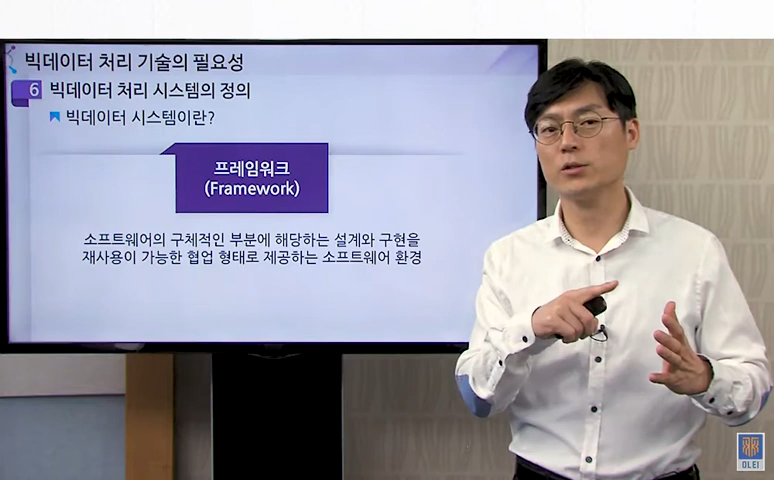 빅데이터 처리 기술의 필요성
6 빅데이터 처리 시스템의 정의
빅데이터 시스템이란?
프레임워크
(Framework)
소프트웨어의 구체적인 부분에 해당하는 설계와 구현을
재사용이 가능한 협업 형태로 제공하는 소프트웨어 환경
OLEI